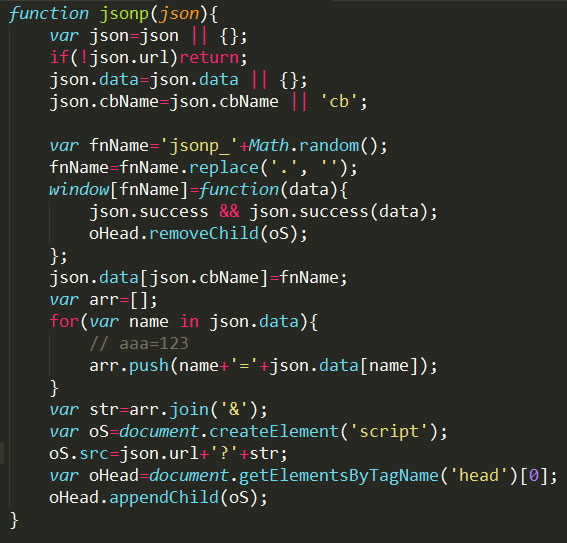 function jsonp(json){
    var json=json || {};
    if(!json.url)return;
    json.data=json.data || {};
    json.cbName=json.cbName || 'cb';

    var fnName='jsonp_'+Math.random();
    fnName=fnName.replace('.', '');
    window[fnName]=function(data){
        json.success && json.success(data);
        oHead.removeChild(oS);
    };
    json.data[json.cbName]=fnName;
    var arr=[];
    for(var name in json.data){
        // aaa=123
        arr.push(name+'='+json.data[name]);
    }
    var str=arr.join('&');
    var oS=document.createElement('script');
    oS.src=json.url+'?'+str;
    var oHead=document.getElementsByTagName('head')[0];
    oHead.appendChild(oS);
}